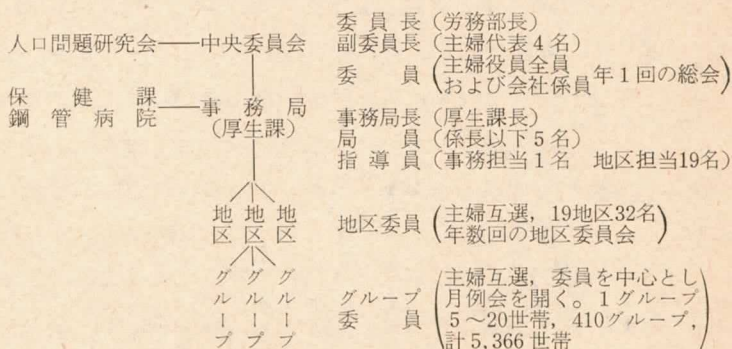 人口問題研究会――中央委員会
委員長(労務部長)
副委員長(主婦代表4名)
委員(主婦役員全員および会社係員 年1回の総会)
保健課
鋼管病院――事務局
(厚生課)
事務局長(厚生課長)
局員(係長以下5名)
指導員(事務担当1名 地区担当19名)
地区 地区 地区
地区委員(主婦互選,19地区32名
年数回の地区委員会)
グループ グループ グループ
グループ委員(主婦互選,委員を中心とし
月例会を開く。1グループ
5~20世帯,410グループ,
計5,366世帯)